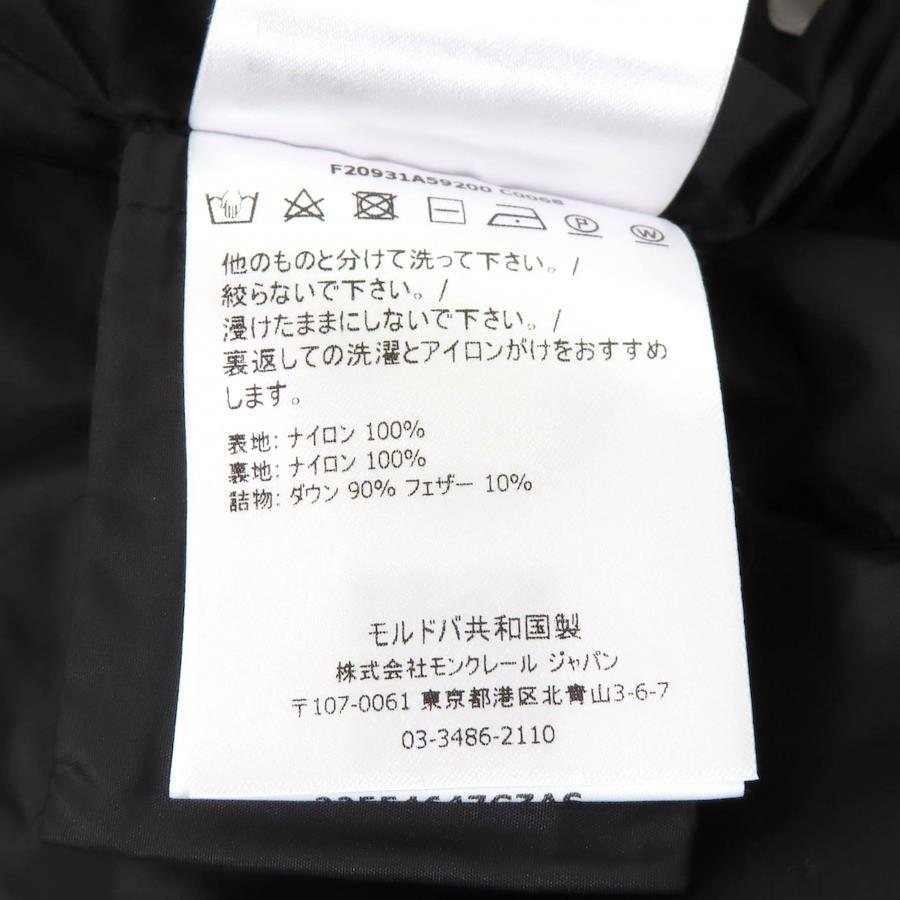 F20931A59200 C0068
P W
他のものと分けて洗って下さい。/
絞らないで下さい。/
浸けたままにしないで下さい。/
裏返しての洗濯とアイロンがけをおすすめ
します。
表地: ナイロン 100%
裏地: ナイロン 100%
詰物: ダウン 90% フェザー 10%
モルドバ共和国製
株式会社モンクレール ジャパン
〒107-0061 東京都港区北青山3-6-7
03-3486-2110